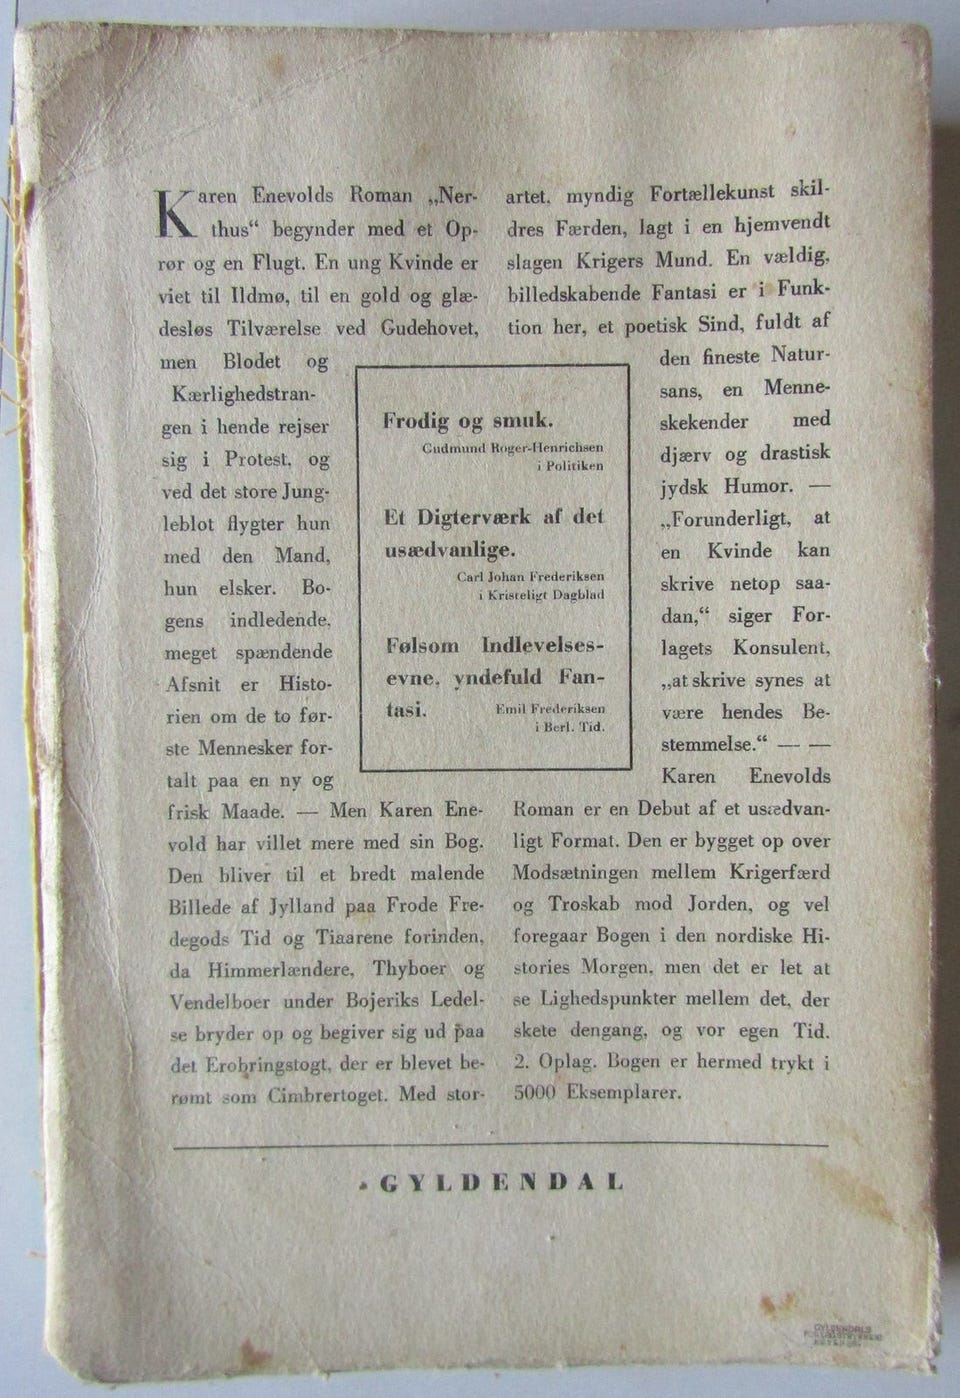 Karen Enevolds Roman „Ner-
thus“ begynder med et Op-
rør og en Flugt. En ung Kvinde er
viet til Ildmø, til en gold og glæ-
desløs Tilværelse ved Gudehovet,
men Blodet og
Kærlighedstran-
gen i hende rejser
sig i Protest, og
ved det store Jung-
leblot flygter hun
med den Mand,
hun elsker. Bo-
gens indledende,
meget spændende
Afsnit er Histo-
rien om de to før-
ste Mennesker for-
talt paa en ny og
frisk Maade. — Men Karen Ene-
vold har villet mere med sin Bog.
Den bliver til et bredt malende
Billede af Jylland paa Frode Fre-
degods Tid og Tiaarene forinden,
da Himmerlændere, Thyboer og
Vendelboer under Bojeriks Ledel-
se bryder op og begiver sig ud paa
det Erobringstogt, der er blevet be-
rømt som Cimbrertoget. Med stor-
artet, myndig Fortællekunst skil-
dres Færden, lagt i en hjemvendt
slagen Krigers Mund. En vældig,
billedskabende Fantasi er i Funk-
tion her, et poetisk Sind, fuldt af
den fineste Natur-
sans, en Menne-
skekender med
djærv og drastisk
jydsk Humor. —
„Forunderligt, at
en Kvinde kan
skrive netop saa-
dan,“ siger For-
lagets Konsulent,
„at skrive synes at
være hendes Be-
stemmelse.“ — —
Karen Enevolds
Roman er en Debut af et usædvan-
ligt Format. Den er bygget op over
Modsætningen mellem Krigerfærd
og Troskab mod Jorden, og vel
foregaar Bogen i den nordiske Hi-
stories Morgen, men det er let at
se Lighedspunkter mellem det, der
skete dengang, og vor egen Tid.
2. Oplag. Bogen er hermed trykt i
5000 Eksemplarer.
Frodig og smuk.
Gudmund Roger-Henrichsen
i Politiken
Et Digterværk af det
usædvanlige.
Carl Johan Frederiksen
i Kristeligt Dagblad
Følsom Indlevelses-
evne, yndefuld Fan-
tasi.
Emil Frederiksen
i Berl. Tid.
GYLDENDAL
GYLDENDALS